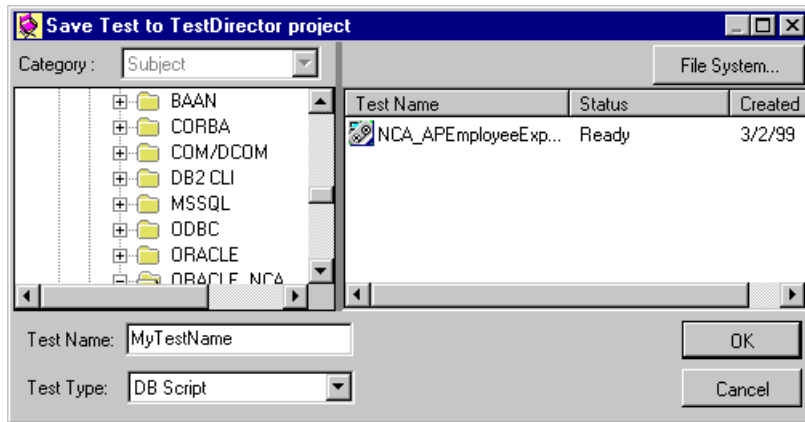 Save Test to TestDirector project
Category : Subject
File System...
BAAN
CORBA
COM/DCOM
DB2 CLI
MSSQL
ODBC
ORACLE
ORACLE_NCA
Test Name Status Created
NCA_APEmployeeExp... Ready 3/2/99
Test Name: MyTestName
OK
Test Type: DB Script
Cancel